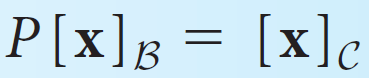 P[𝐱]_ℬ = [𝐱]_𝒞